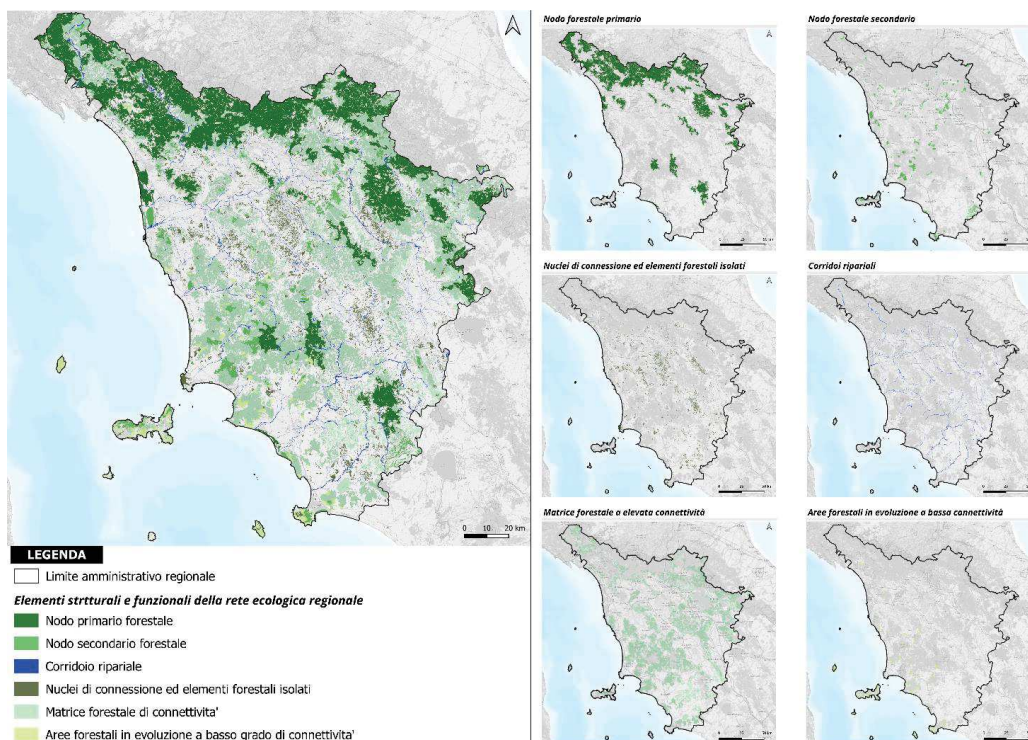 0 10 20 km
LEGENDA
Limite amministrativo regionale
Elementi strtturali e funzionali della rete ecologica regionale
Nodo primario forestale
Nodo secondario forestale
Corridoio ripariale
Nuclei di connessione ed elementi forestali isolati
Matrice forestale di connettivita'
Aree forestali in evoluzione a basso grado di connettivita'
Nodo forestale primario
Nodo forestale secondario
Nuclei di connessione ed elementi forestali isolati
Corridoi ripariali
Matrice forestale a elevata connettività
Aree forestali in evoluzione a bassa connettività